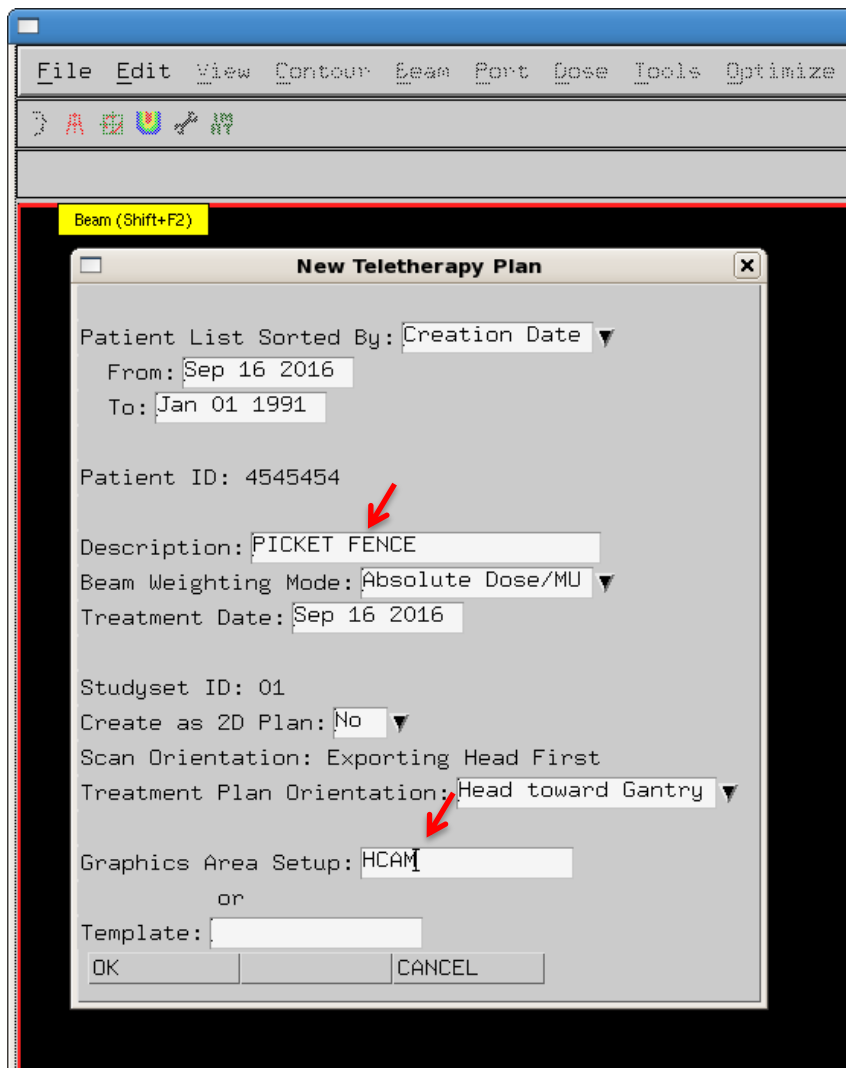 File Edit View Contour Beam Port Dose Tools Optimize
IM
RT
Beam (Shift+F2)
New Teletherapy Plan
Patient List Sorted By: Creation Date
From: Sep 16 2016
To: Jan 01 1991
Patient ID: 4545454
Description: PICKET FENCE
Beam Weighting Mode: Absolute Dose/MU
Treatment Date: Sep 16 2016
Studyset ID: 01
Create as 2D Plan: No
Scan Orientation: Exporting Head First
Treatment Plan Orientation: Head toward Gantry
Graphics Area Setup: HCAM
or
Template:
OK CANCEL